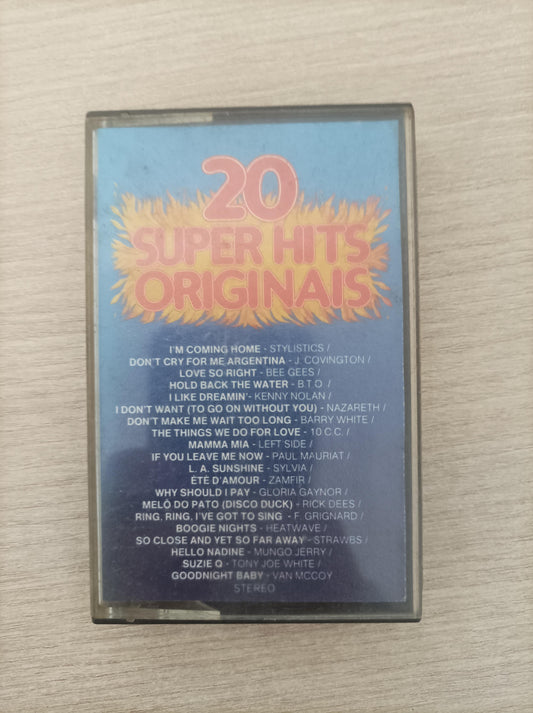 20
SUPER HITS
ORIGINAIS
I'M COMING HOME - STYLISTICS /
DON'T CRY FOR ME ARGENTINA - J. COVINGTON /
LOVE SO RIGHT - BEE GEES /
HOLD BACK THE WATER - B.T.O. /
I LIKE DREAMIN' - KENNY NOLAN /
I DON'T WANT (TO GO ON WITHOUT YOU) - NAZARETH /
DON'T MAKE ME WAIT TOO LONG - BARRY WHITE /
THE THINGS WE DO FOR LOVE - 10 C.C. /
MAMMA MIA - LEFT SIDE /
IF YOU LEAVE ME NOW - PAUL MAURIAT /
L. A. SUNSHINE - SYLVIA /
ÉTÉ D'AMOUR - ZAMFIR /
WHY SHOULD I PAY - GLORIA GAYNOR /
MELÔ DO PATO (DISCO DUCK) - RICK DEES /
RING, RING, I'VE GOT TO SING - F. GRIGNARD /
BOOGIE NIGHTS - HEATWAVE /
SO CLOSE AND YET SO FAR AWAY - STRAWBS /
HELLO NADINE - MUNGO JERRY /
SUZIE Q - TONY JOE WHITE /
GOODNIGHT BABY - VAN McCOY
STEREO